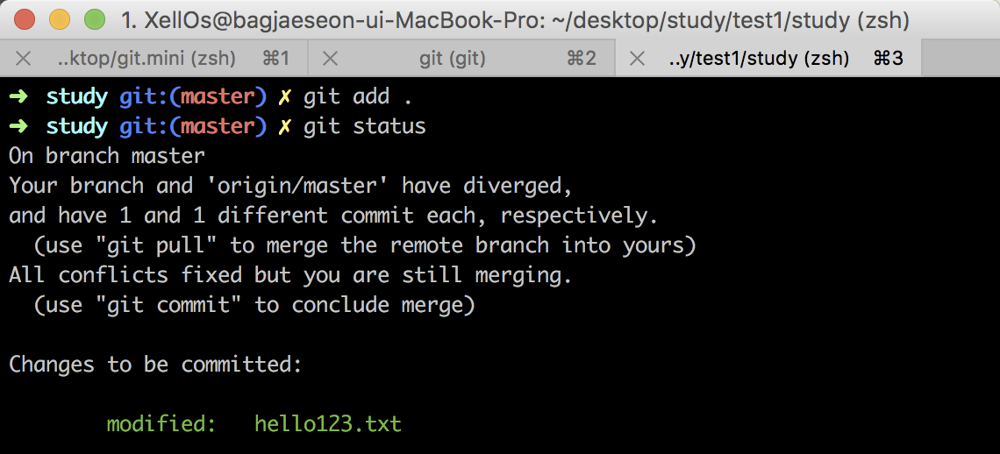 1. XellOs@bagjaeseon-ui-MacBook-Pro: ~/desktop/study/test1/study (zsh)
..ktop/git.mini (zsh) ⌘1 git (git) ⌘2 ..y/test1/study (zsh) ⌘3
➜ study git:(master) ✗ git add .
➜ study git:(master) ✗ git status
On branch master
Your branch and 'origin/master' have diverged,
and have 1 and 1 different commit each, respectively.
(use "git pull" to merge the remote branch into yours)
All conflicts fixed but you are still merging.
(use "git commit" to conclude merge)
Changes to be committed:
modified: hello123.txt